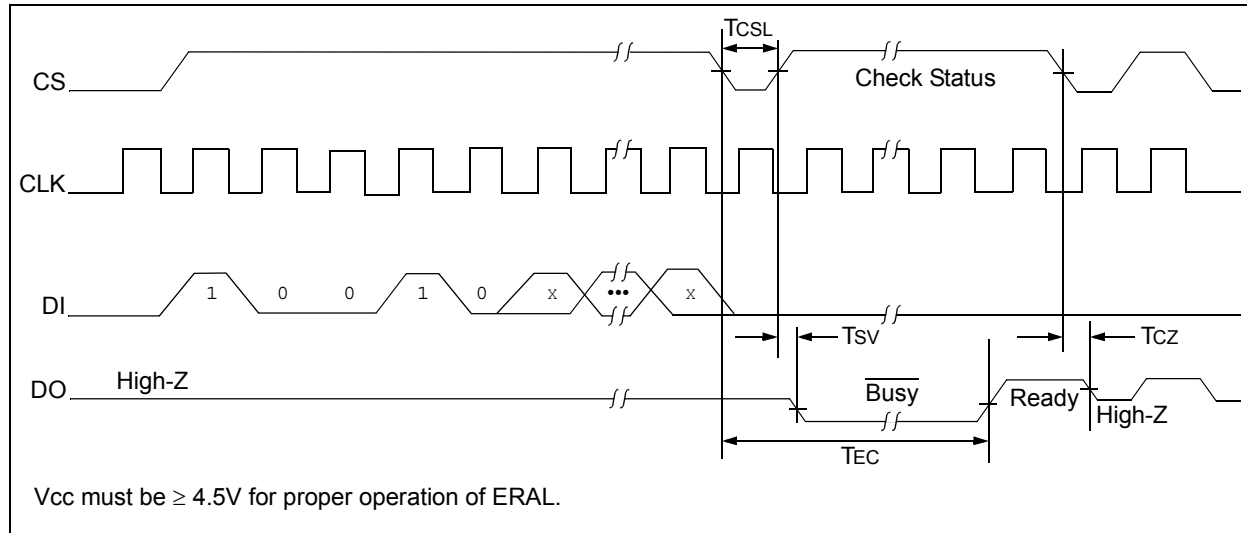 TCSL
CS
Check Status
CLK
DI
1 0 0 1 0 x ••• x
TSV
TCZ
DO
High-Z
Busy
Ready
High-Z
TEC
Vcc must be ≥ 4.5V for proper operation of ERAL.